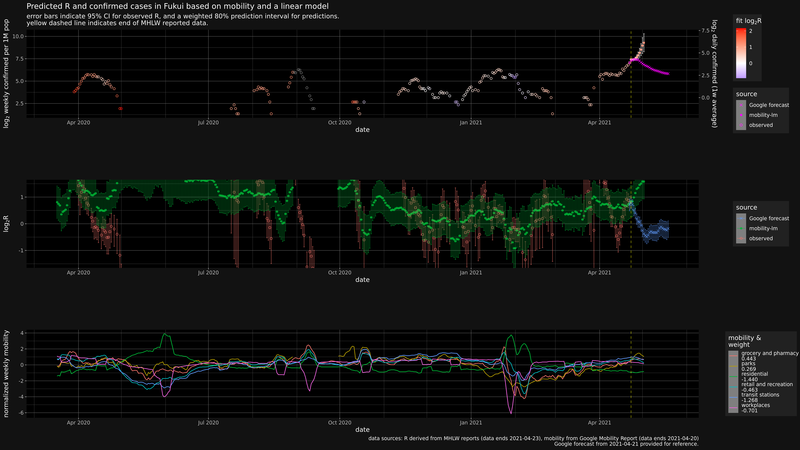 Predicted R and confirmed cases in Fukui based on mobility and a linear model
error bars indicate 95% CI for observed R, and a weighted 80% prediction interval for predictions.
yellow dashed line indicates end of MHLW reported data.
log₂ weekly confirmed per 1M pop
10.0
7.5
5.0
2.5
7.5
5.0
2.5
0.0
log₂ daily confirmed (1w average)
Apr 2020
Jul 2020
Oct 2020
Jan 2021
Apr 2021
date
fit log₂R
2
1
0
source
Google forecast
mobility-lm
observed
log₂R
1
0
-1
Apr 2020
Jul 2020
Oct 2020
Jan 2021
Apr 2021
date
source
Google forecast
mobility-lm
observed
normalized weekly mobility
4
2
0
-2
-4
-6
Apr 2020
Jul 2020
Oct 2020
Jan 2021
Apr 2021
date
mobility &
weight
grocery and pharmacy
0.443
parks
0.269
residential
-1.440
retail and recreation
-0.463
transit stations
-1.268
workplaces
-0.701
data sources: R derived from MHLW reports (data ends 2021-04-23), mobility from Google Mobility Report (data ends 2021-04-20)
Google forecast from 2021-04-21 provided for reference.